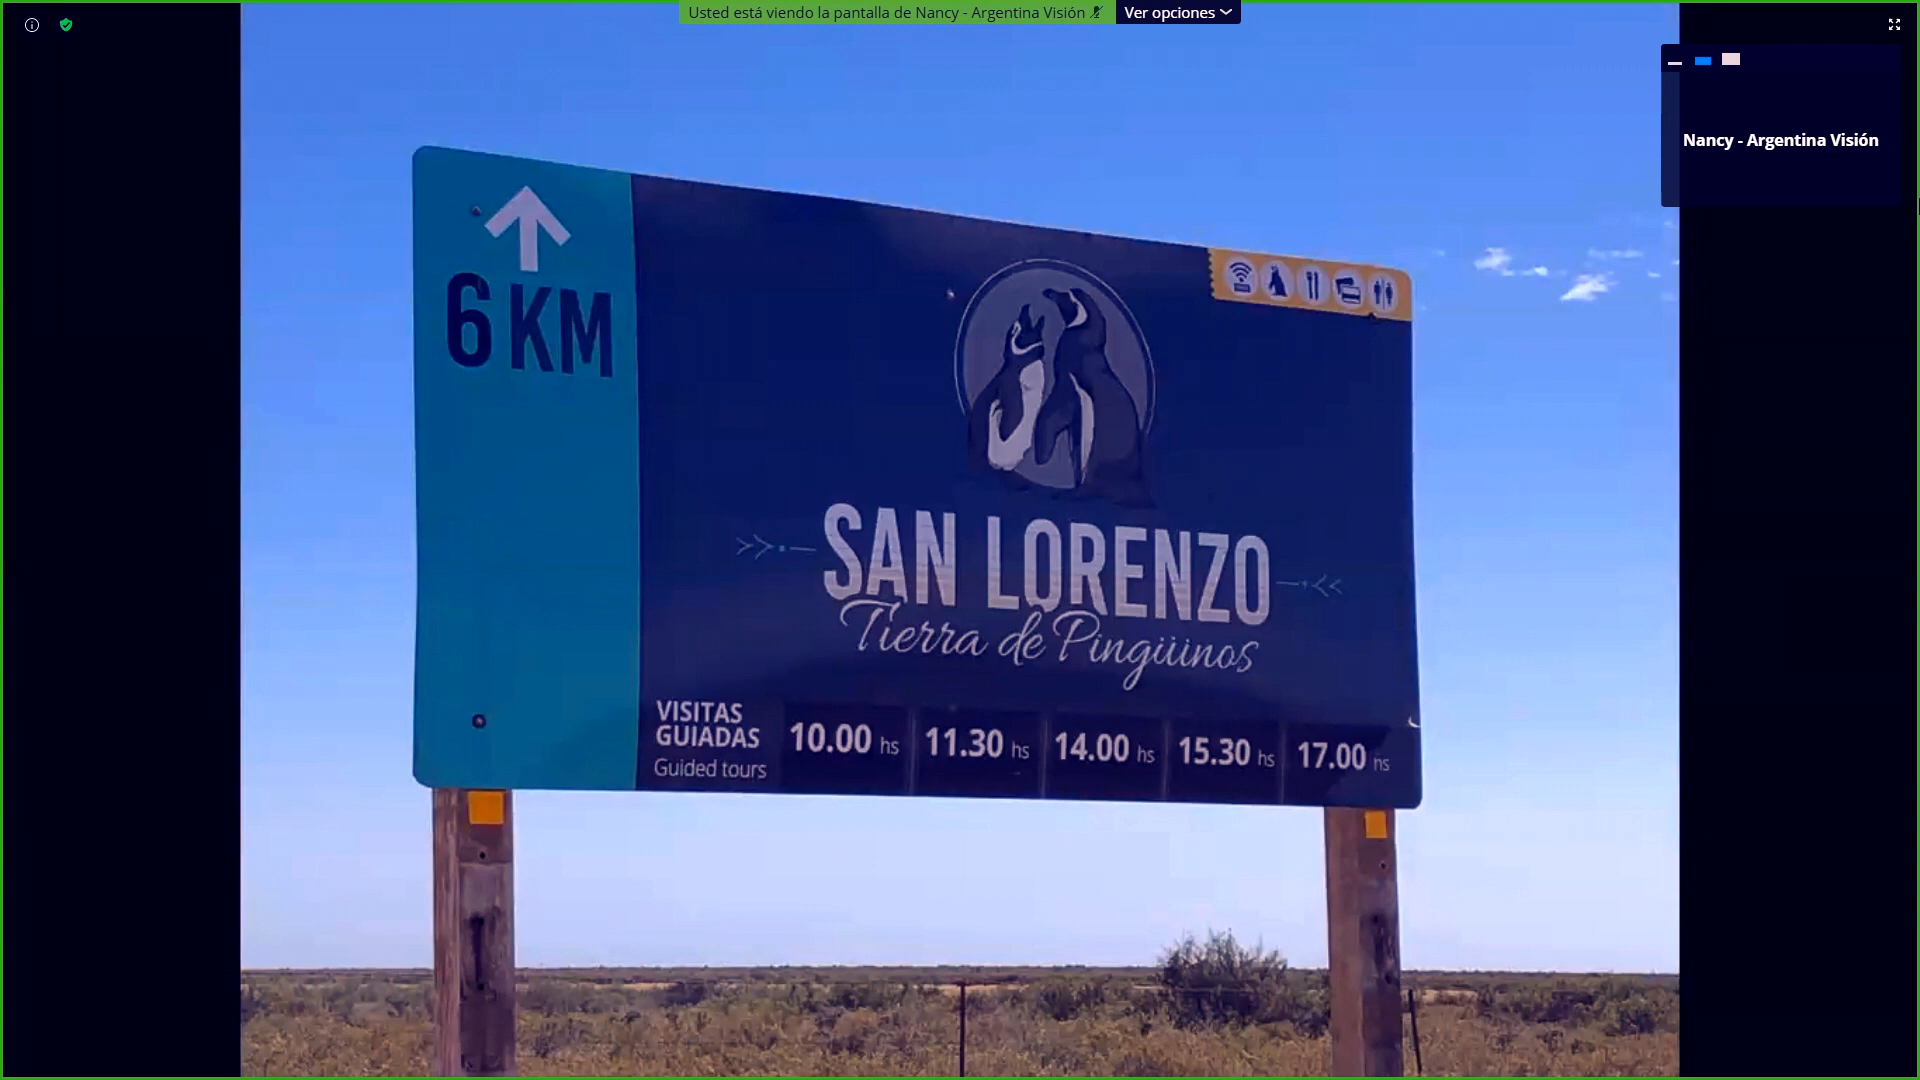 Usted está viendo la pantalla de Nancy - Argentina Visión
Ver opciones
Nancy - Argentina Visión
6 KM
SAN LORENZO
Tierra de Pingüinos
VISITAS
GUIADAS
Guided tours
10.00 hs
11.30 hs
14.00 hs
15.30 hs
17.00 hs